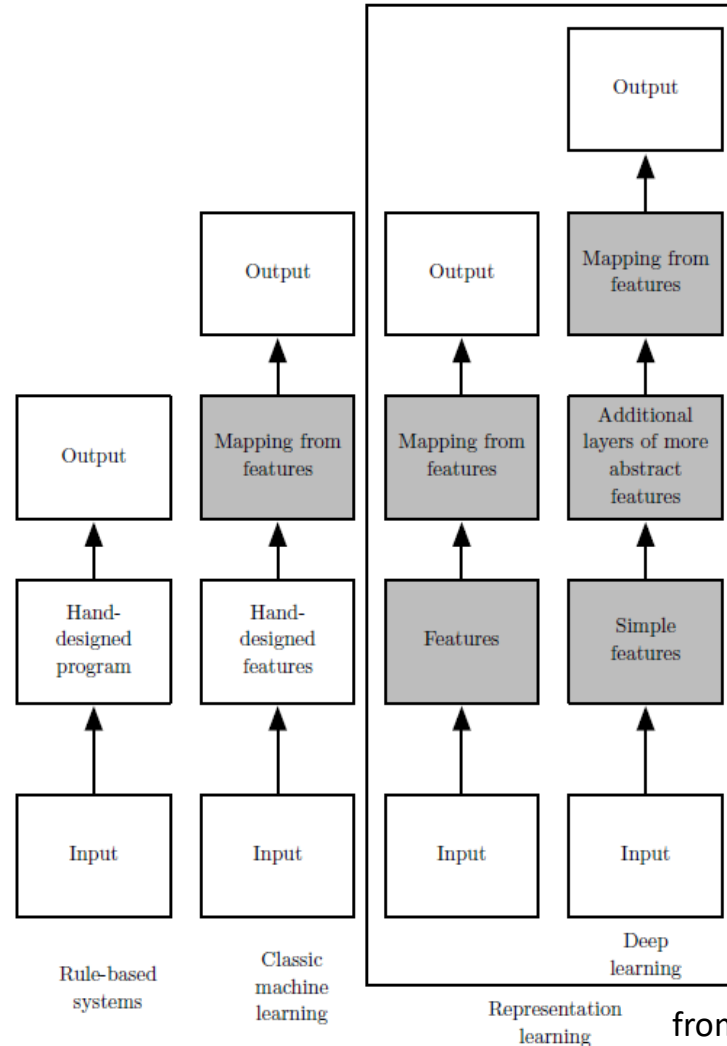 Output
Output
Output
Mapping from
features
Output
Mapping from
features
Mapping from
features
Additional
layers of more
abstract
features
Hand-
designed
program
Hand-
designed
features
Features
Simple
features
Input
Input
Input
Input
Rule-based
systems
Classic
machine
learning
Representation
learning
Deep
learning
from